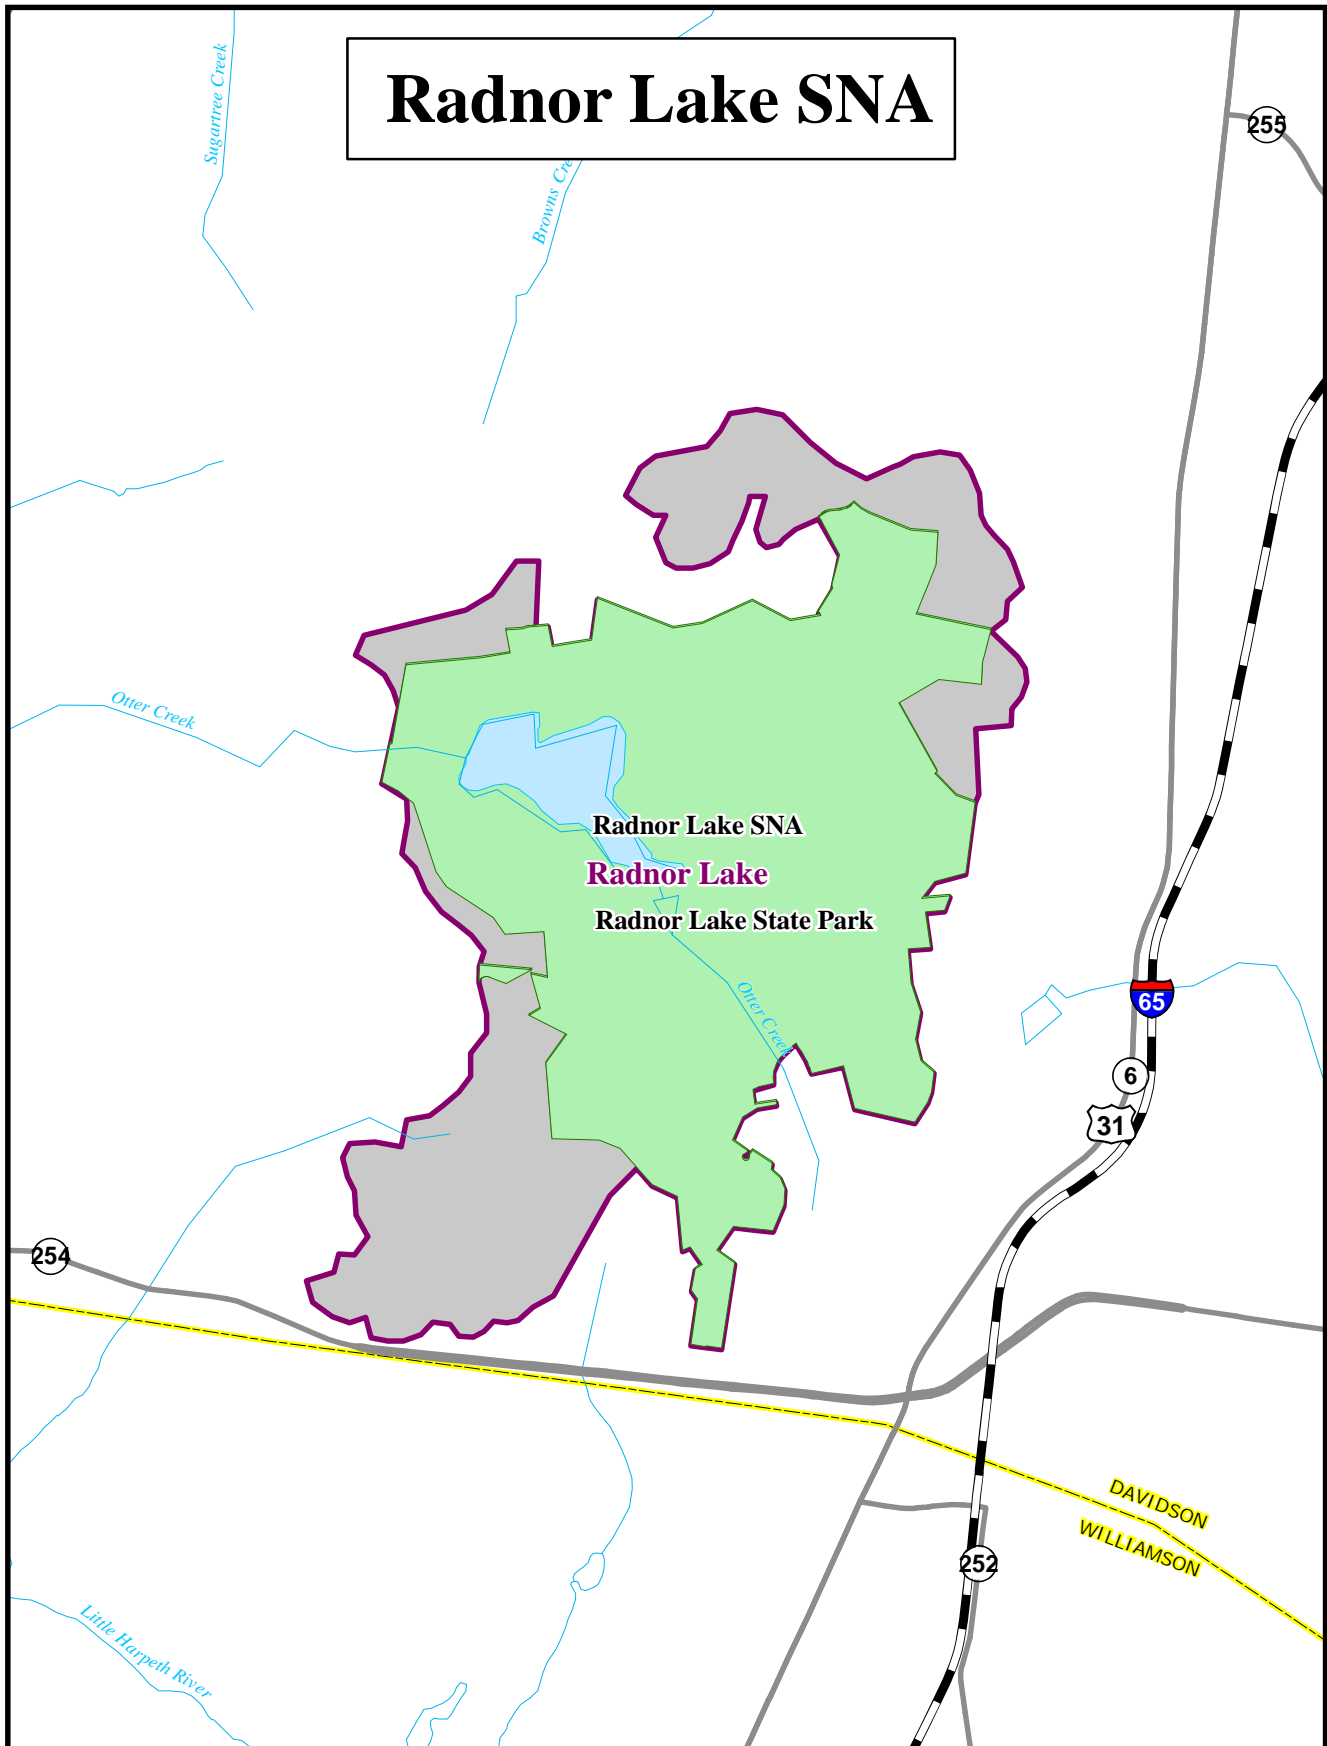 Radnor Lake SNA
Sugartree Creek
Browns Cre
255
Otter Creek
Radnor Lake SNA
Radnor Lake
Radnor Lake State Park
Otter Creek
65
6
31
254
DAVIDSON
WILLIAMSON
252
Little Harpeth River